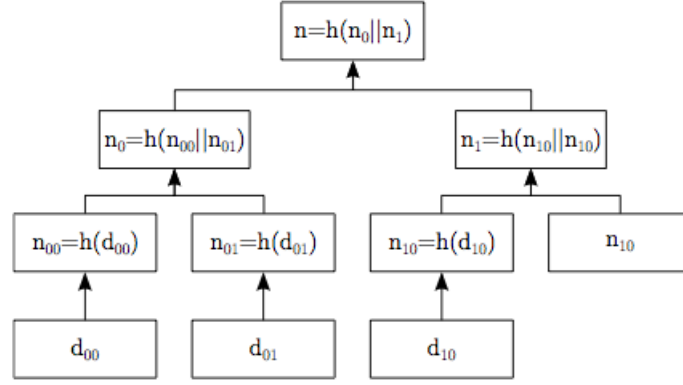 n=h(n₀||n₁)
n₀=h(n₀₀||n₀₁)
n₁=h(n₁₀||n₁₀)
n₀₀=h(d₀₀)
n₀₁=h(d₀₁)
n₁₀=h(d₁₀)
n₁₀
d₀₀
d₀₁
d₁₀